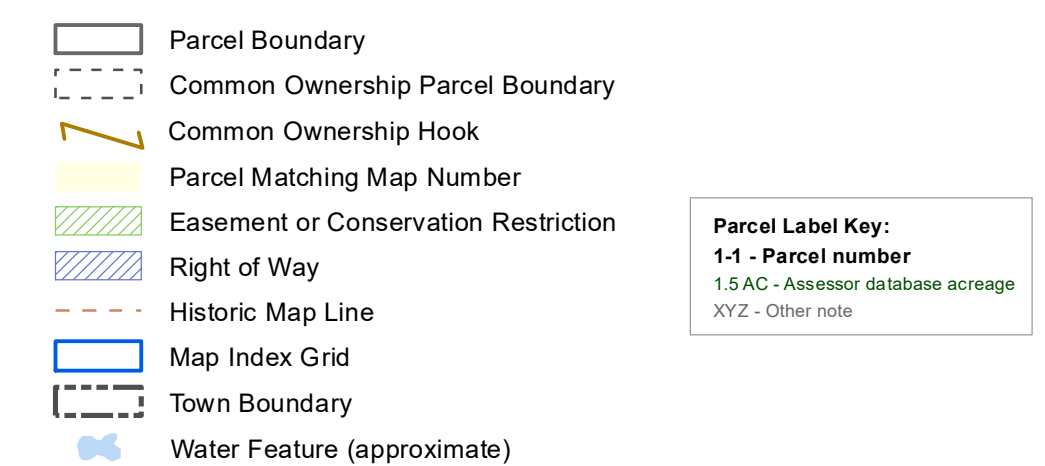 Parcel Boundary
Common Ownership Parcel Boundary
Common Ownership Hook
Parcel Matching Map Number
Easement or Conservation Restriction
Right of Way
Historic Map Line
Map Index Grid
Town Boundary
Water Feature (approximate)
Parcel Label Key:
1-1 - Parcel number
1.5 AC - Assessor database acreage
XYZ - Other note